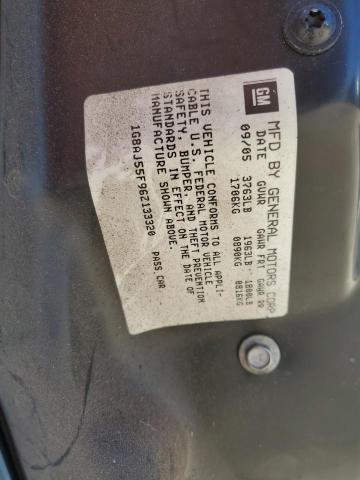 GM
MFD BY GENERAL MOTORS CORP
DATE GVWR GAWR FRT GAWR RR
09/05 3763LB 1963LB 1800LB
1706KG 0890KG 0816KG
THIS VEHICLE CONFORMS TO ALL APPLI-
CABLE U.S. FEDERAL MOTOR VEHICLE
SAFETY, BUMPER, AND THEFT PREVENTION
STANDARDS IN EFFECT ON THE DATE OF
MANUFACTURE SHOWN ABOVE.
1G8AJ55F96Z133320 PASS.CAR